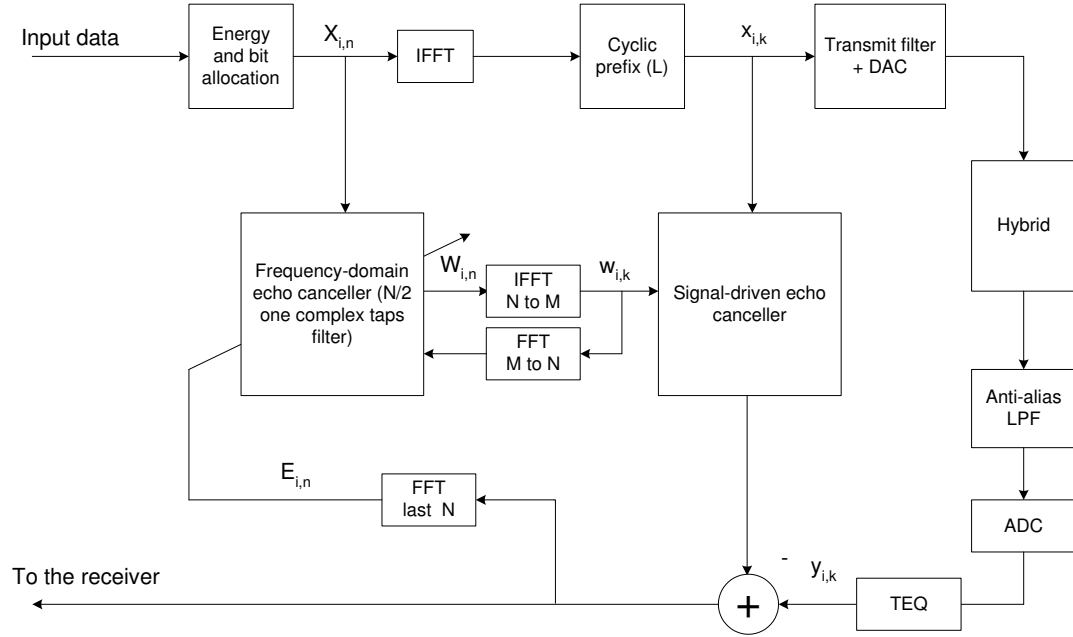 Input data
Energy
and bit
allocation
X_{i,n}
IFFT
Cyclic
prefix (L)
x_{i,k}
Transmit filter
+ DAC
Hybrid
Frequency-domain
echo canceller (N/2
one complex taps
filter)
W_{i,n}
IFFT
N to M
FFT
M to N
w_{i,k}
Signal-driven echo
canceller
Anti-alias
LPF
E_{i,n}
FFT
last N
ADC
To the receiver
+
-
y_{i,k}
TEQ